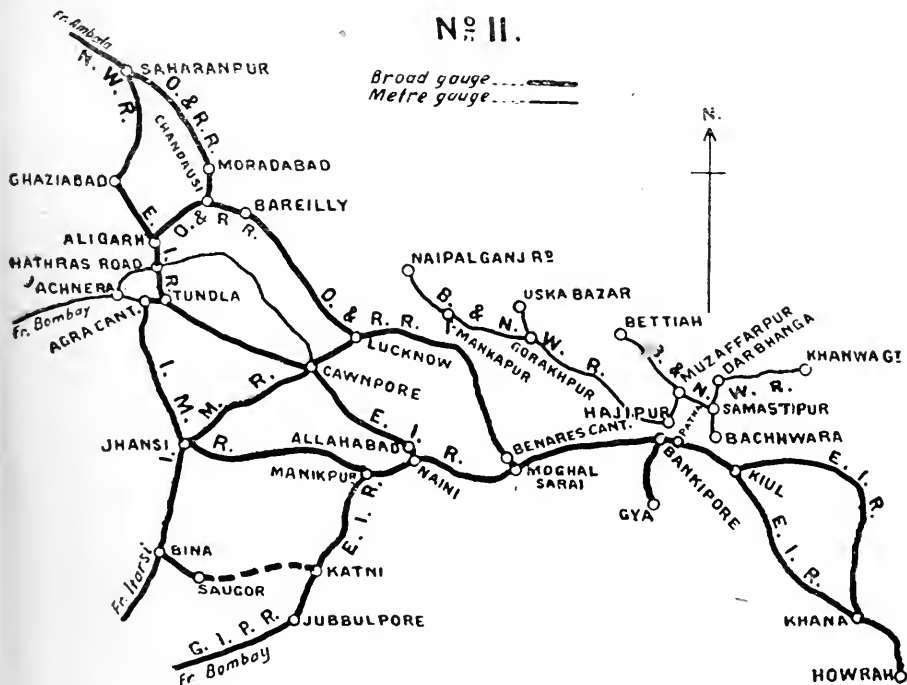 Nº II.
Broad gauge
Metre gauge
Fr. Ambala
SAHARANPUR
N. W. R.
O. & R. R.
CHANDAUSI
MORADABAD
GHAZIABAD
BAREILLY
E. I. R.
O. & R R.
ALIGARH
HATHRAS ROAD
ACHNERA
TUNDLA
Fr. Bombay
AGRA CANT.
N.
NAIPALGANJ Rᴰ
B. & N. W. R.
USKA BAZAR
MANKAPUR
GORAKHPUR
BETTIAH
& N. W. R.
MUZAFFARPUR
DARBHANGA
KHANWA Gᵀ
O. & R. R.
LUCKNOW
CAWNPORE
I. M. R.
I. M. R.
HAJIPUR
SAMASTIPUR
BACHHWARA
PATNA
JHANSI
ALLAHABAD
E. I. R.
BENARES CANT.
MANIKPUR
NAINI
MOGHAL
SARAI
BANKIPORE
KIUL
E. I. R.
GYA
E. I. R.
E. I. R.
BINA
Fr. Itarsi
SAUGOR
KATNI
G. I. P. R.
JUBBULPORE
Fr. Bombay
KHANA
HOWRAH